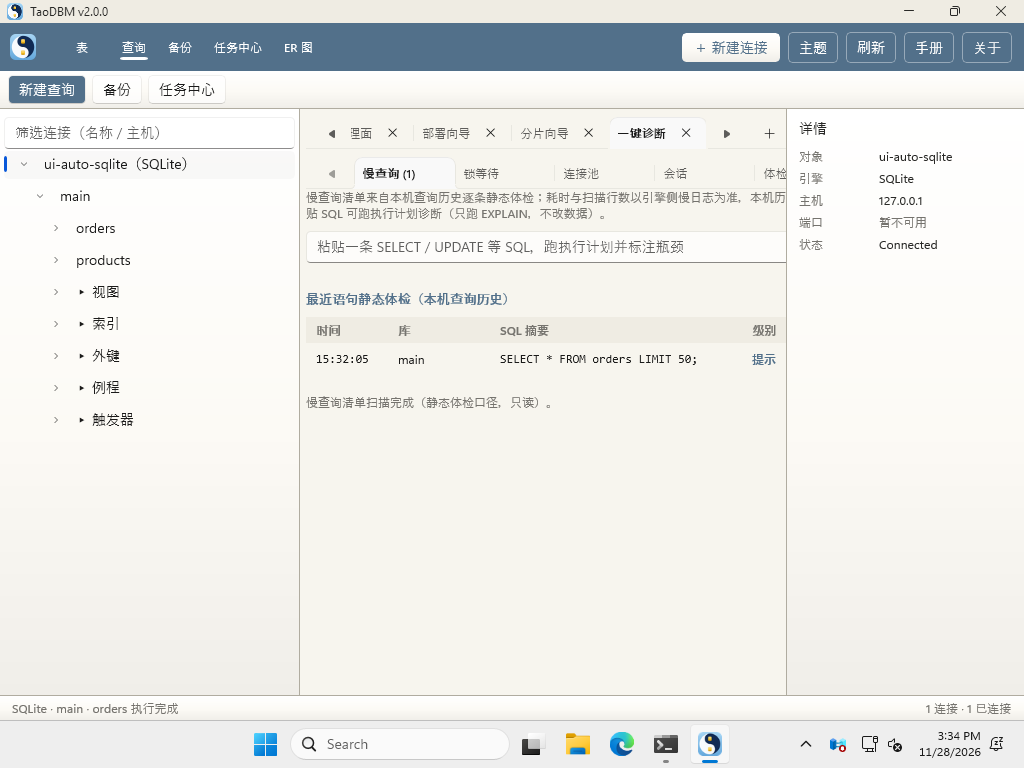 TaoDBM v2.0.0
表 查询 备份 任务中心 ER 图 + 新建连接 主题 刷新 手册 关于
新建查询 备份 任务中心
筛选连接（名称 / 主机）
ui-auto-sqlite（SQLite）
main
orders
products
视图
索引
外键
例程
触发器
理面 部署向导 分片向导 一键诊断
慢查询 (1) 锁等待 连接池 会话 体检
慢查询清单来自本机查询历史逐条静态体检；耗时与扫描行数以引擎侧慢日志为准，本机历
贴 SQL 可跑执行计划诊断（只跑 EXPLAIN，不改数据）。
粘贴一条 SELECT / UPDATE 等 SQL，跑执行计划并标注瓶颈
最近语句静态体检（本机查询历史）
时间 库 SQL 摘要 级别
15:32:05 main SELECT * FROM orders LIMIT 50; 提示
慢查询清单扫描完成（静态体检口径，只读）。
详情
对象 ui-auto-sqlite
引擎 SQLite
主机 127.0.0.1
端口 暂不可用
状态 Connected
SQLite · main · orders 执行完成
1 连接 · 1 已连接
Search
3:34 PM
11/28/2026